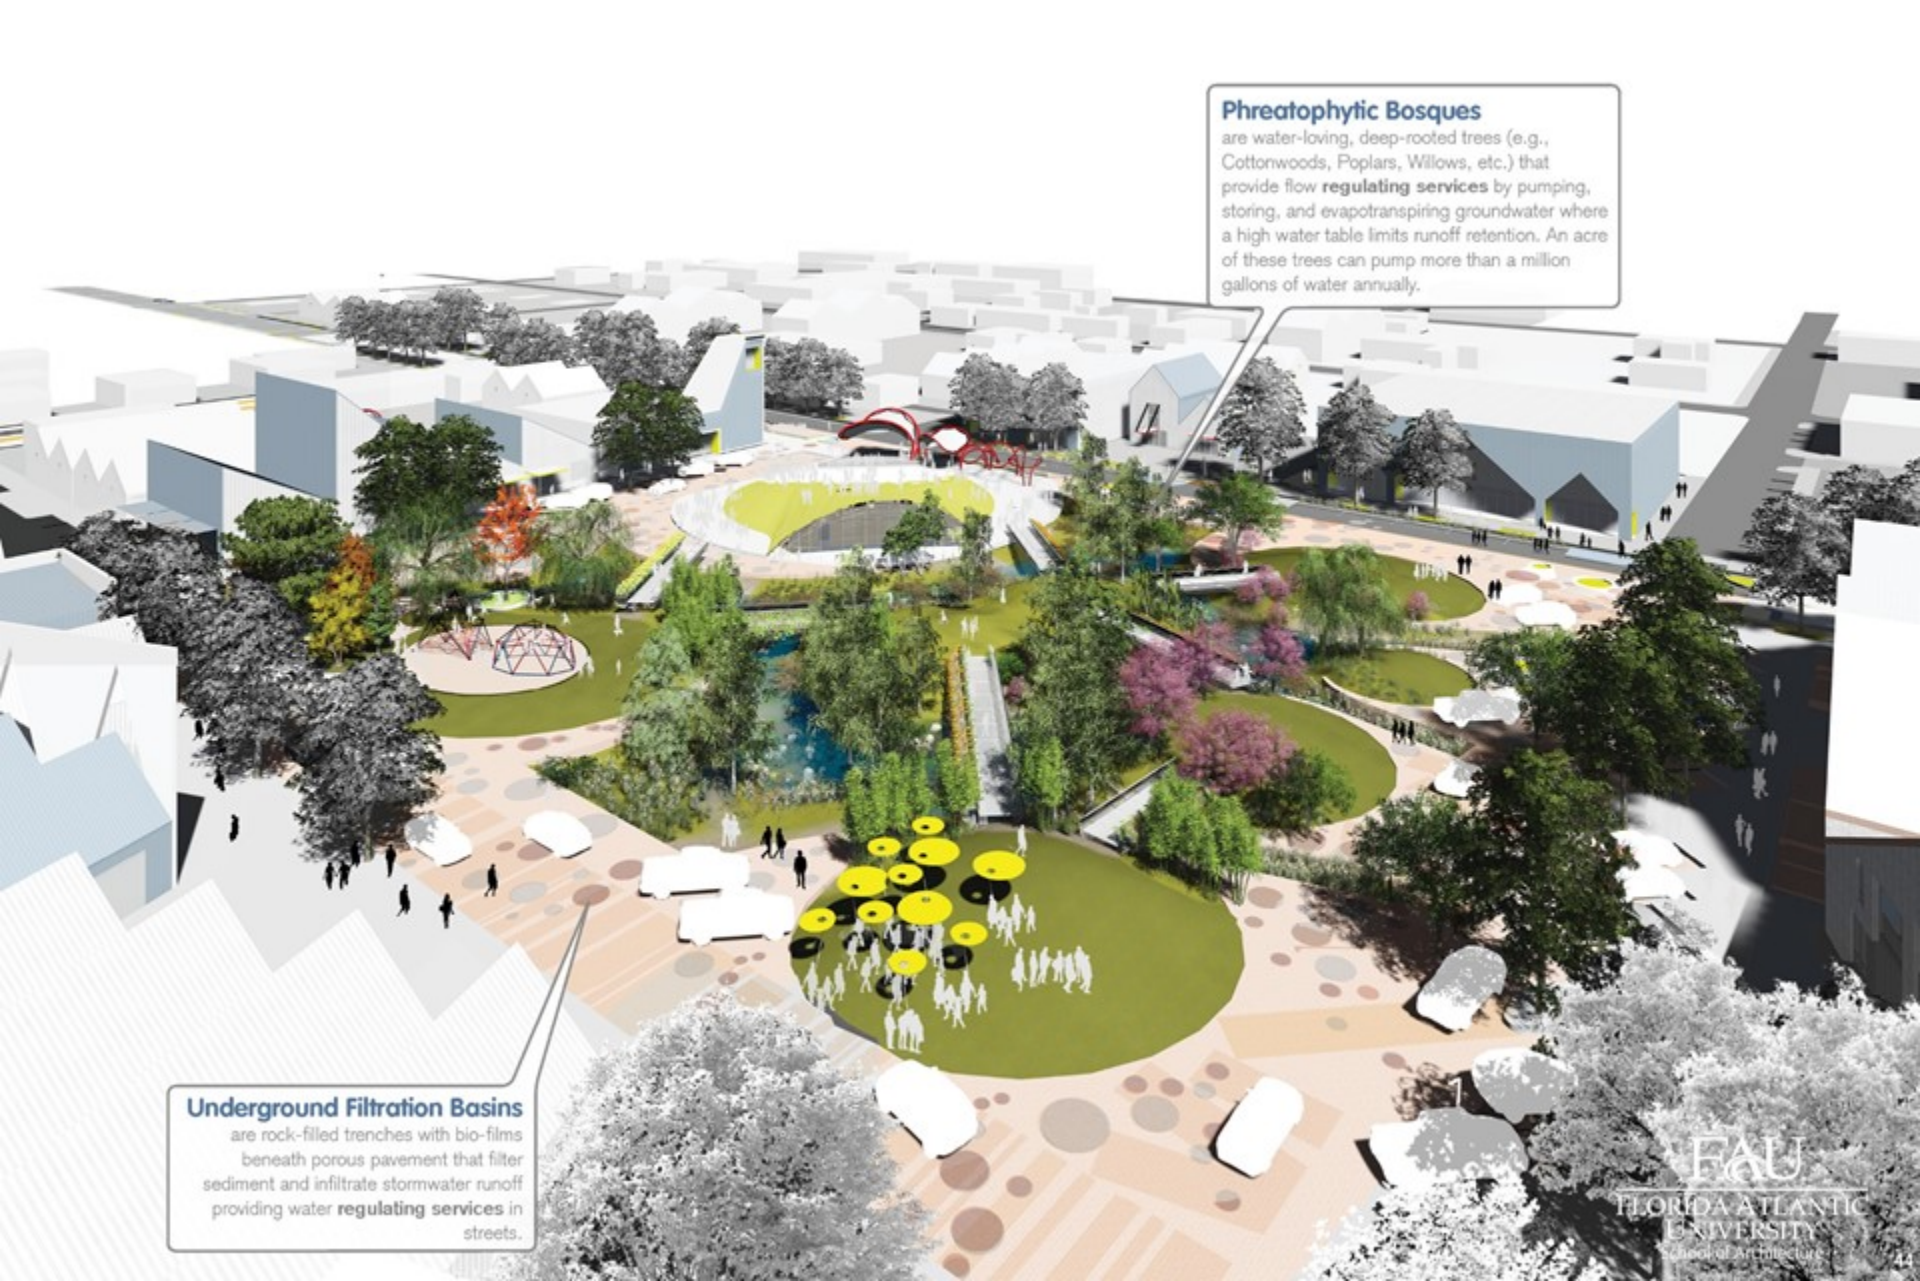 Phreatophytic Bosques
are water-loving, deep-rooted trees (e.g.,
Cottonwoods, Poplars, Willows, etc.) that
provide flow regulating services by pumping,
storing, and evapotranspiring groundwater where
a high water table limits runoff retention. An acre
of these trees can pump more than a million
gallons of water annually.
Underground Filtration Basins
are rock-filled trenches with bio-films
beneath porous pavement that filter
sediment and infiltrate stormwater runoff
providing water regulating services in
streets.
FAU
FLORIDA ATLANTIC
UNIVERSITY
School of Architecture
44